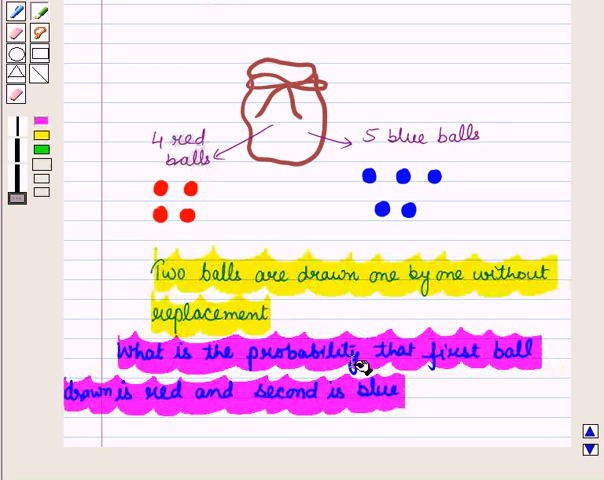 4 red
balls
5 blue balls
Two balls are drawn one by one without
replacement
What is the probability that first ball
drawn is red and second is blue